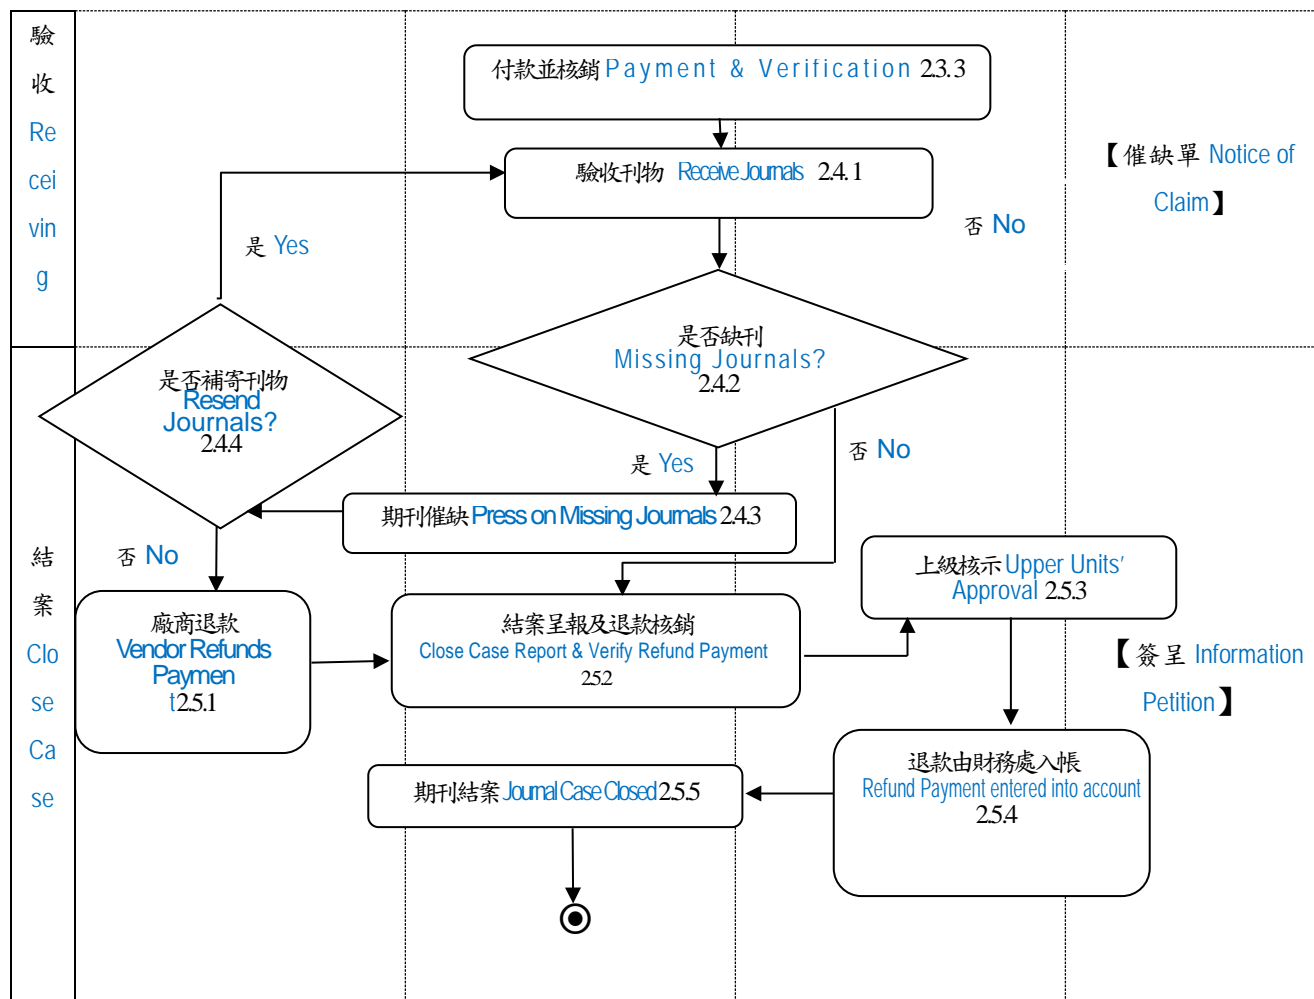 驗
收
Re
cei
vin
g
付款並核銷 Payment & Verification 2.3.3
驗收刊物 Receive Journals 2.4.1
【催缺單 Notice of
Claim】
否 No
是 Yes
是否缺刊
Missing Journals?
2.4.2
是否補寄刊物
Resend
Journals?
2.4.4
否 No
是 Yes
期刊催缺 Press on Missing Journals 2.4.3
結
案
Clo
se
Ca
se
否 No
上級核示 Upper Units'
Approval 2.5.3
廠商退款
Vendor Refunds
Paymen
t2.5.1
結案呈報及退款核銷
Close Case Report & Verify Refund Payment
2.5.2
【簽呈 Information
Petition】
退款由財務處入帳
Refund Payment entered into account
2.5.4
期刊結案 Journal Case Closed 2.5.5